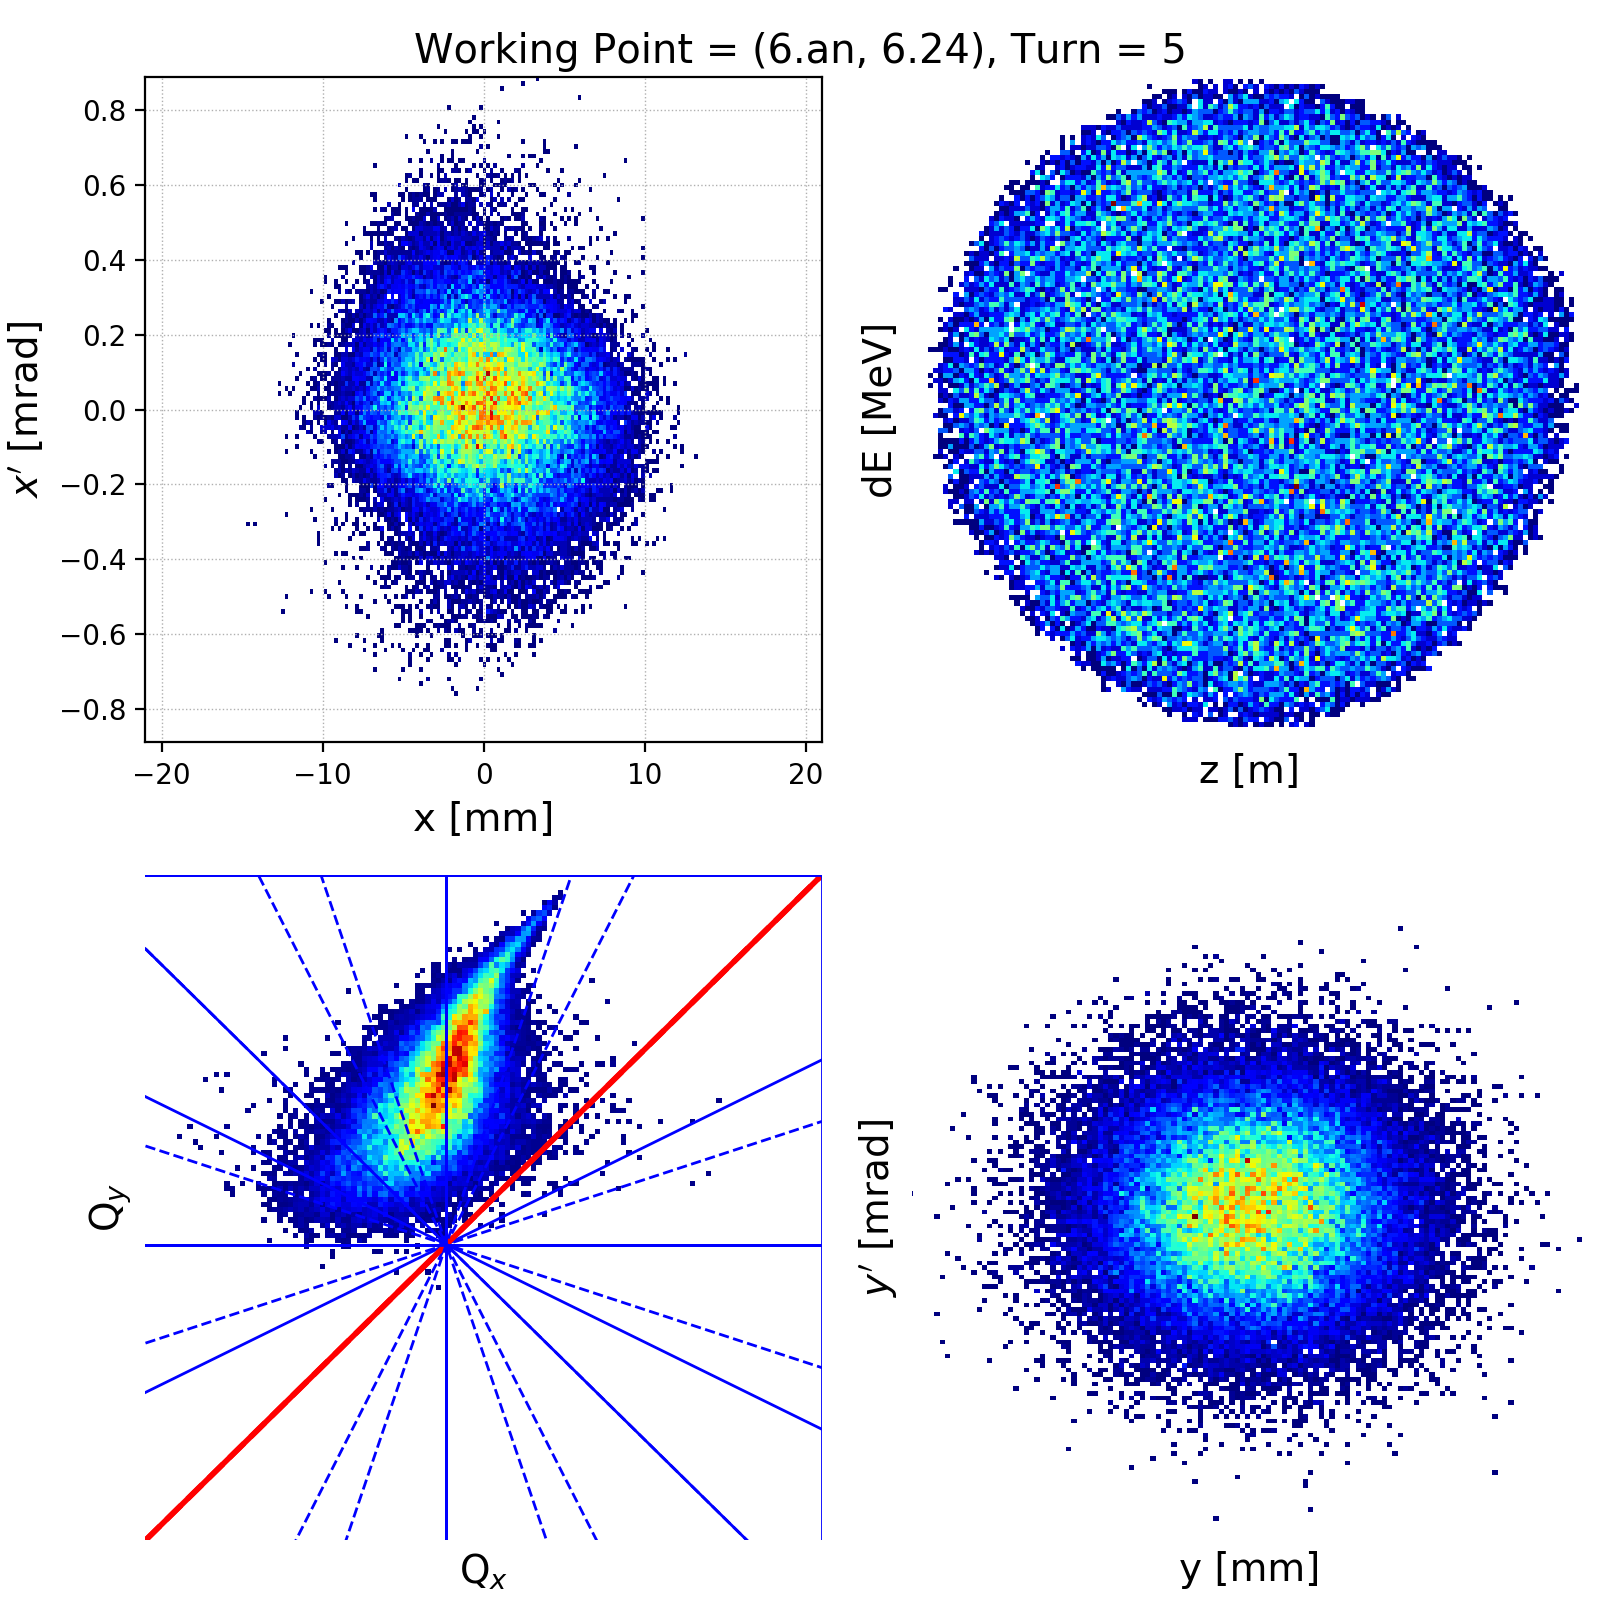 Working Point = (6.an, 6.24), Turn = 5
0.8
0.6
0.4
0.2
0.0
−0.2
−0.4
−0.6
−0.8
x′ [mrad]
−20 −10 0 10 20
x [mm]
dE [MeV]
z [m]
Qy
Qx
y′ [mrad]
y [mm]